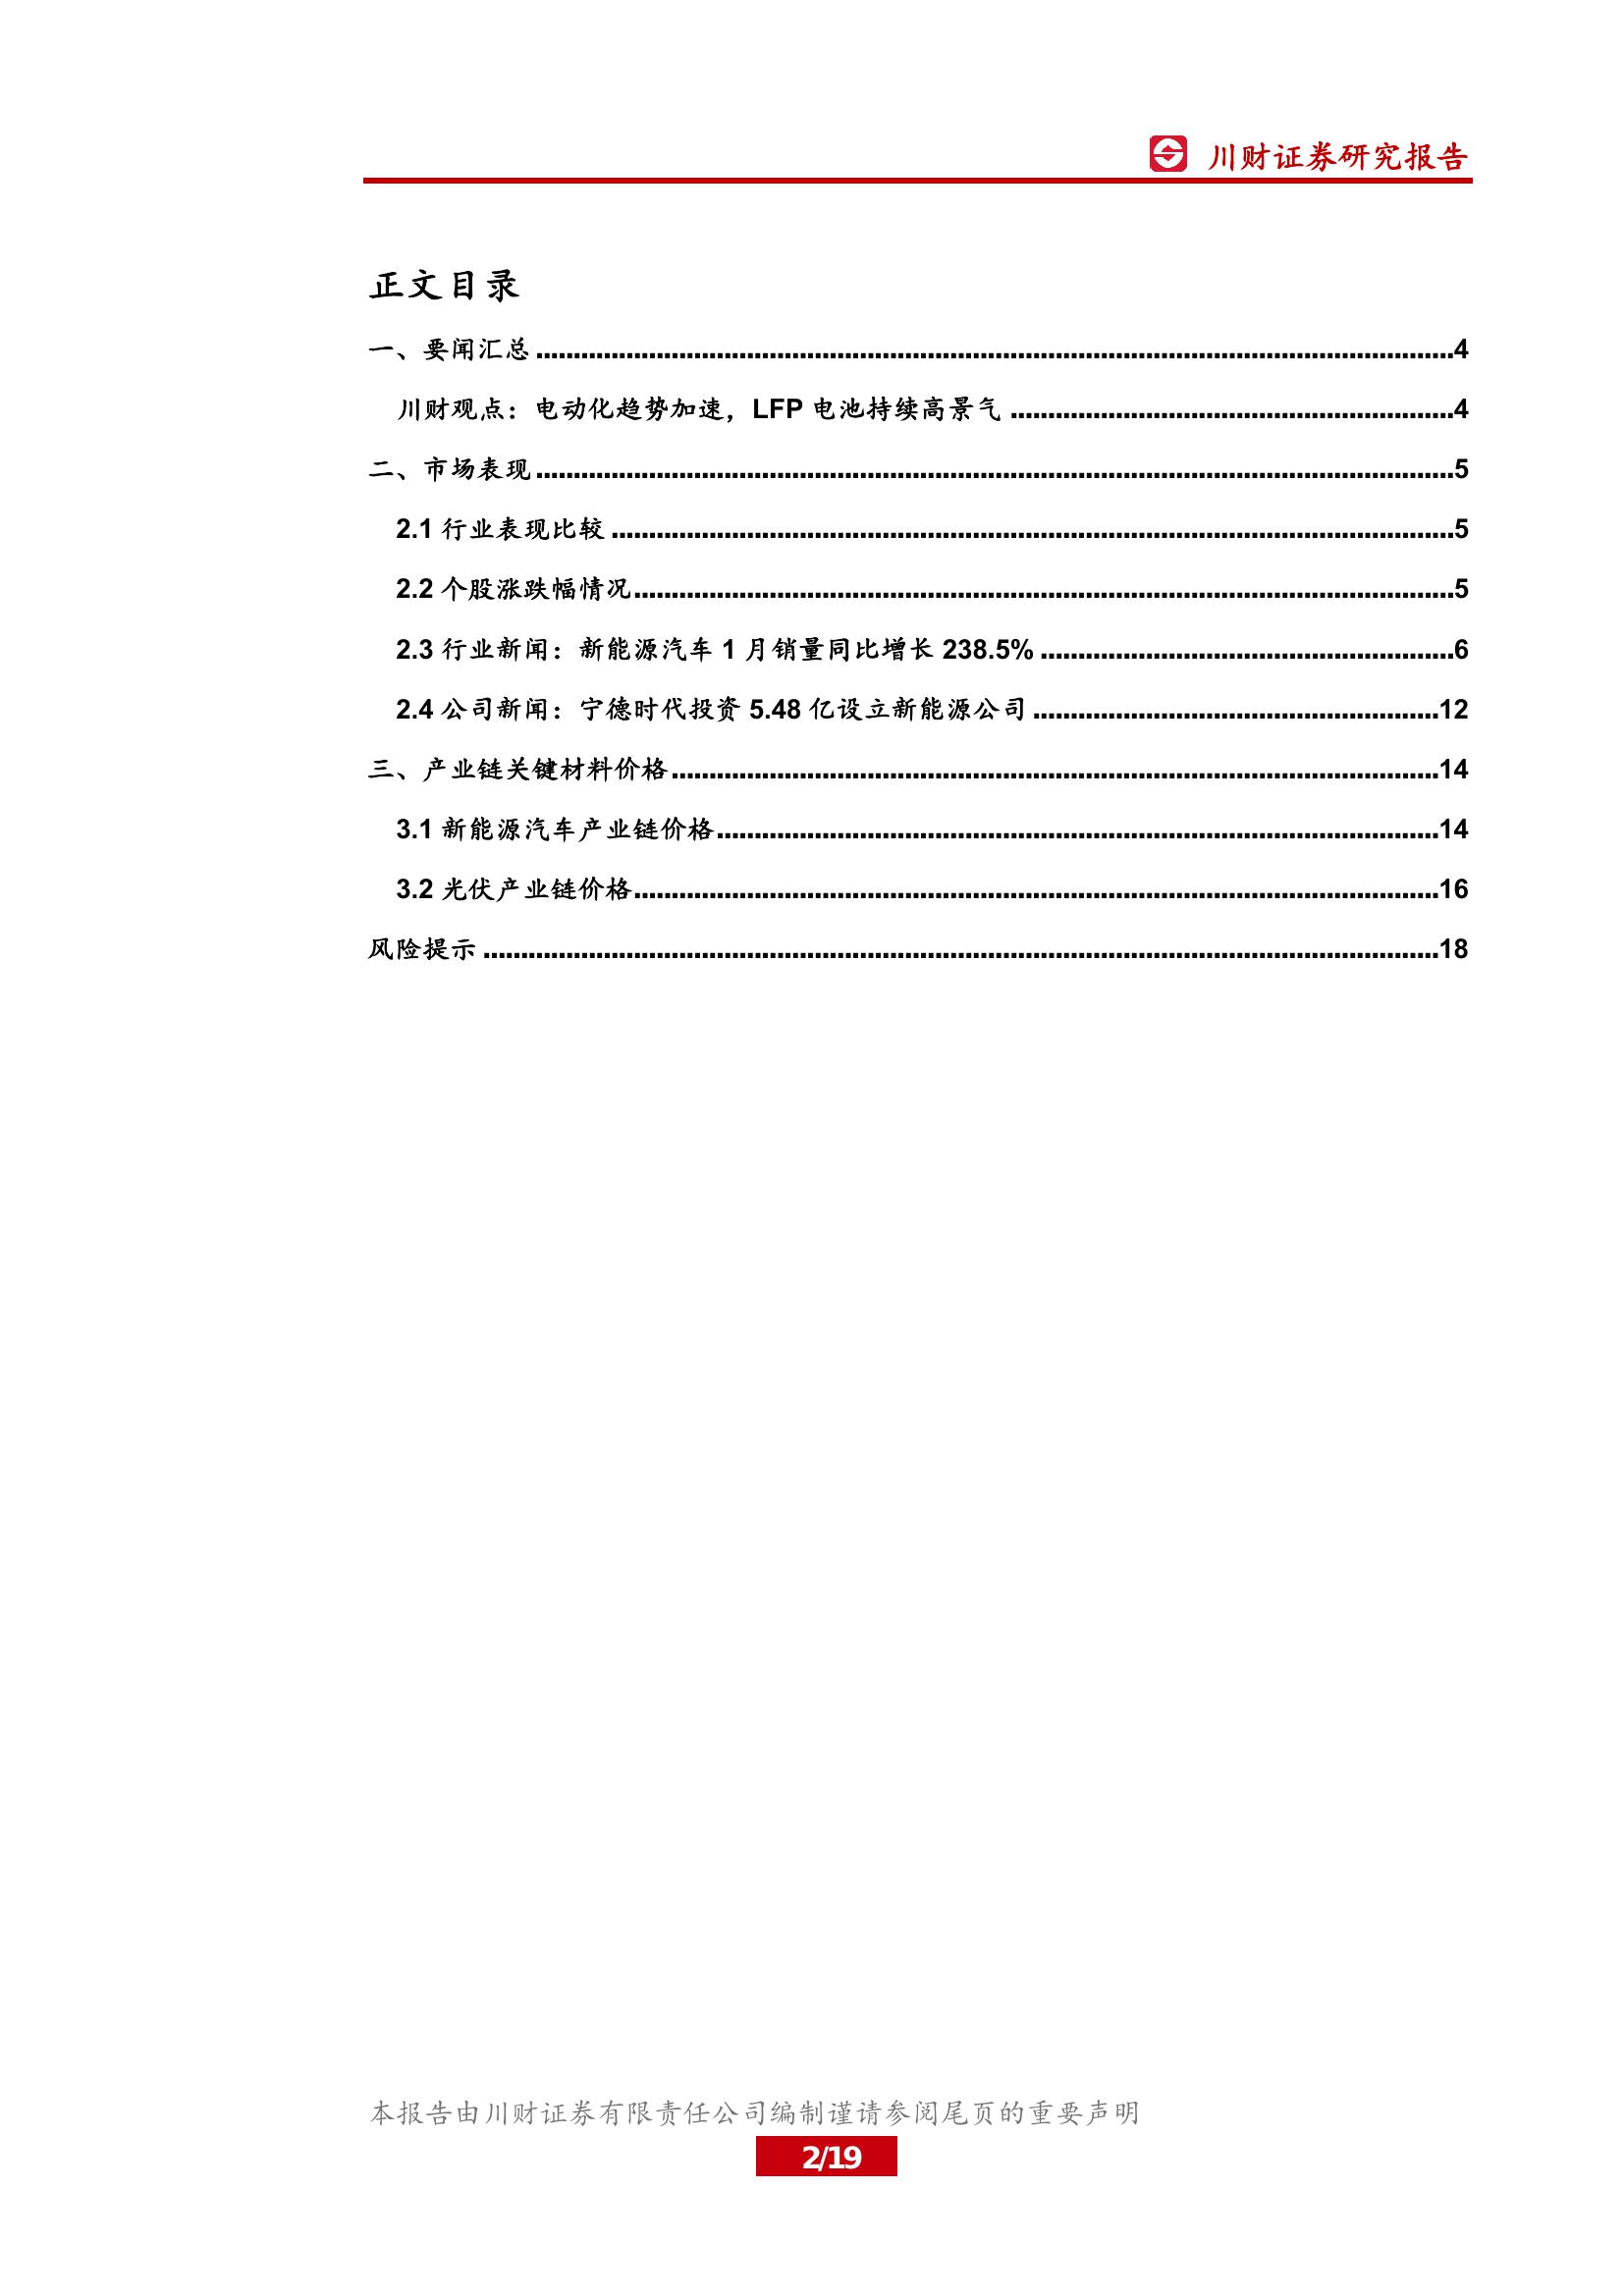 川财证券研究报告
正文目录
一、要闻汇总 4
川财观点：电动化趋势加速，LFP 电池持续高景气 4
二、市场表现 5
2.1 行业表现比较 5
2.2 个股涨跌幅情况 5
2.3 行业新闻：新能源汽车 1 月销量同比增长 238.5% 6
2.4 公司新闻：宁德时代投资 5.48 亿设立新能源公司 12
三、产业链关键材料价格 14
3.1 新能源汽车产业链价格 14
3.2 光伏产业链价格 16
风险提示 18
本报告由川财证券有限责任公司编制谨请参阅尾页的重要声明
2/19